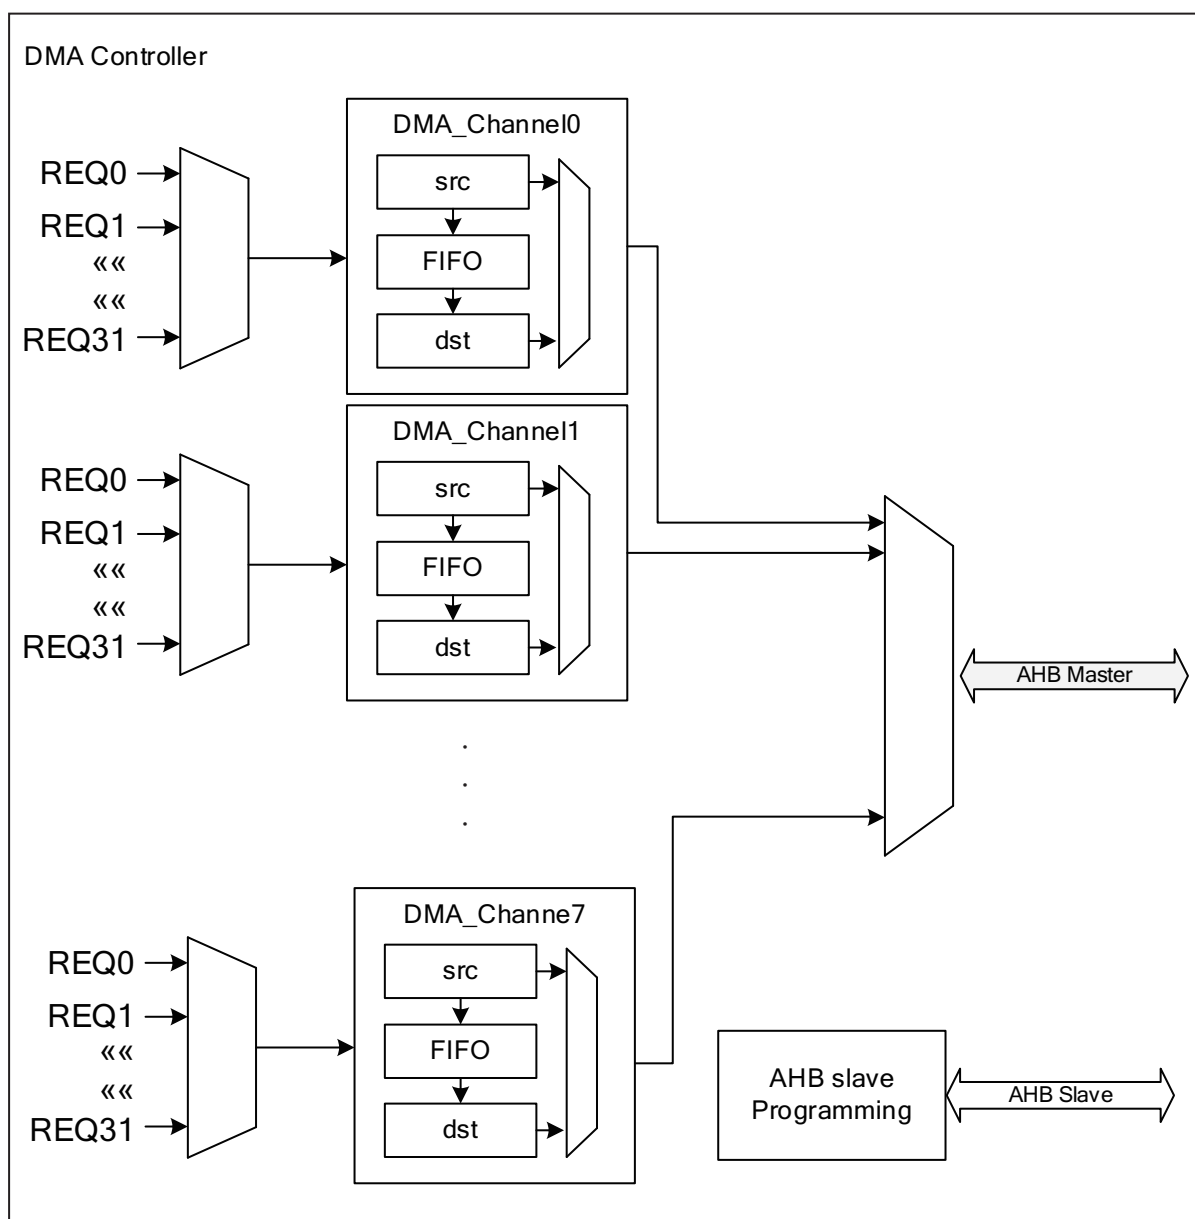 DMA Controller
DMA_Channel0
REQ0
REQ1
««
««
REQ31
src
FIFO
dst
DMA_Channel1
REQ0
REQ1
««
««
REQ31
src
FIFO
dst
AHB Master
.
.
.
DMA_Channe7
REQ0
REQ1
««
««
REQ31
src
FIFO
dst
AHB slave
Programming
AHB Slave